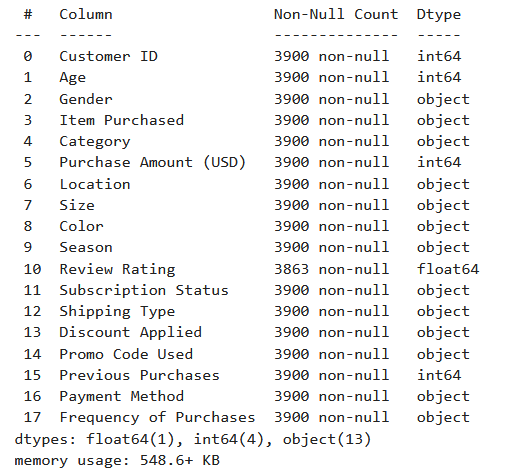 #   Column                  Non-Null Count  Dtype
---  ------                  --------------  -----
0   Customer ID             3900 non-null   int64
1   Age                     3900 non-null   int64
2   Gender                  3900 non-null   object
3   Item Purchased          3900 non-null   object
4   Category                3900 non-null   object
5   Purchase Amount (USD)   3900 non-null   int64
6   Location                3900 non-null   object
7   Size                    3900 non-null   object
8   Color                   3900 non-null   object
9   Season                  3900 non-null   object
10  Review Rating           3863 non-null   float64
11  Subscription Status     3900 non-null   object
12  Shipping Type           3900 non-null   object
13  Discount Applied        3900 non-null   object
14  Promo Code Used         3900 non-null   object
15  Previous Purchases      3900 non-null   int64
16  Payment Method          3900 non-null   object
17  Frequency of Purchases  3900 non-null   object
dtypes: float64(1), int64(4), object(13)
memory usage: 548.6+ KB